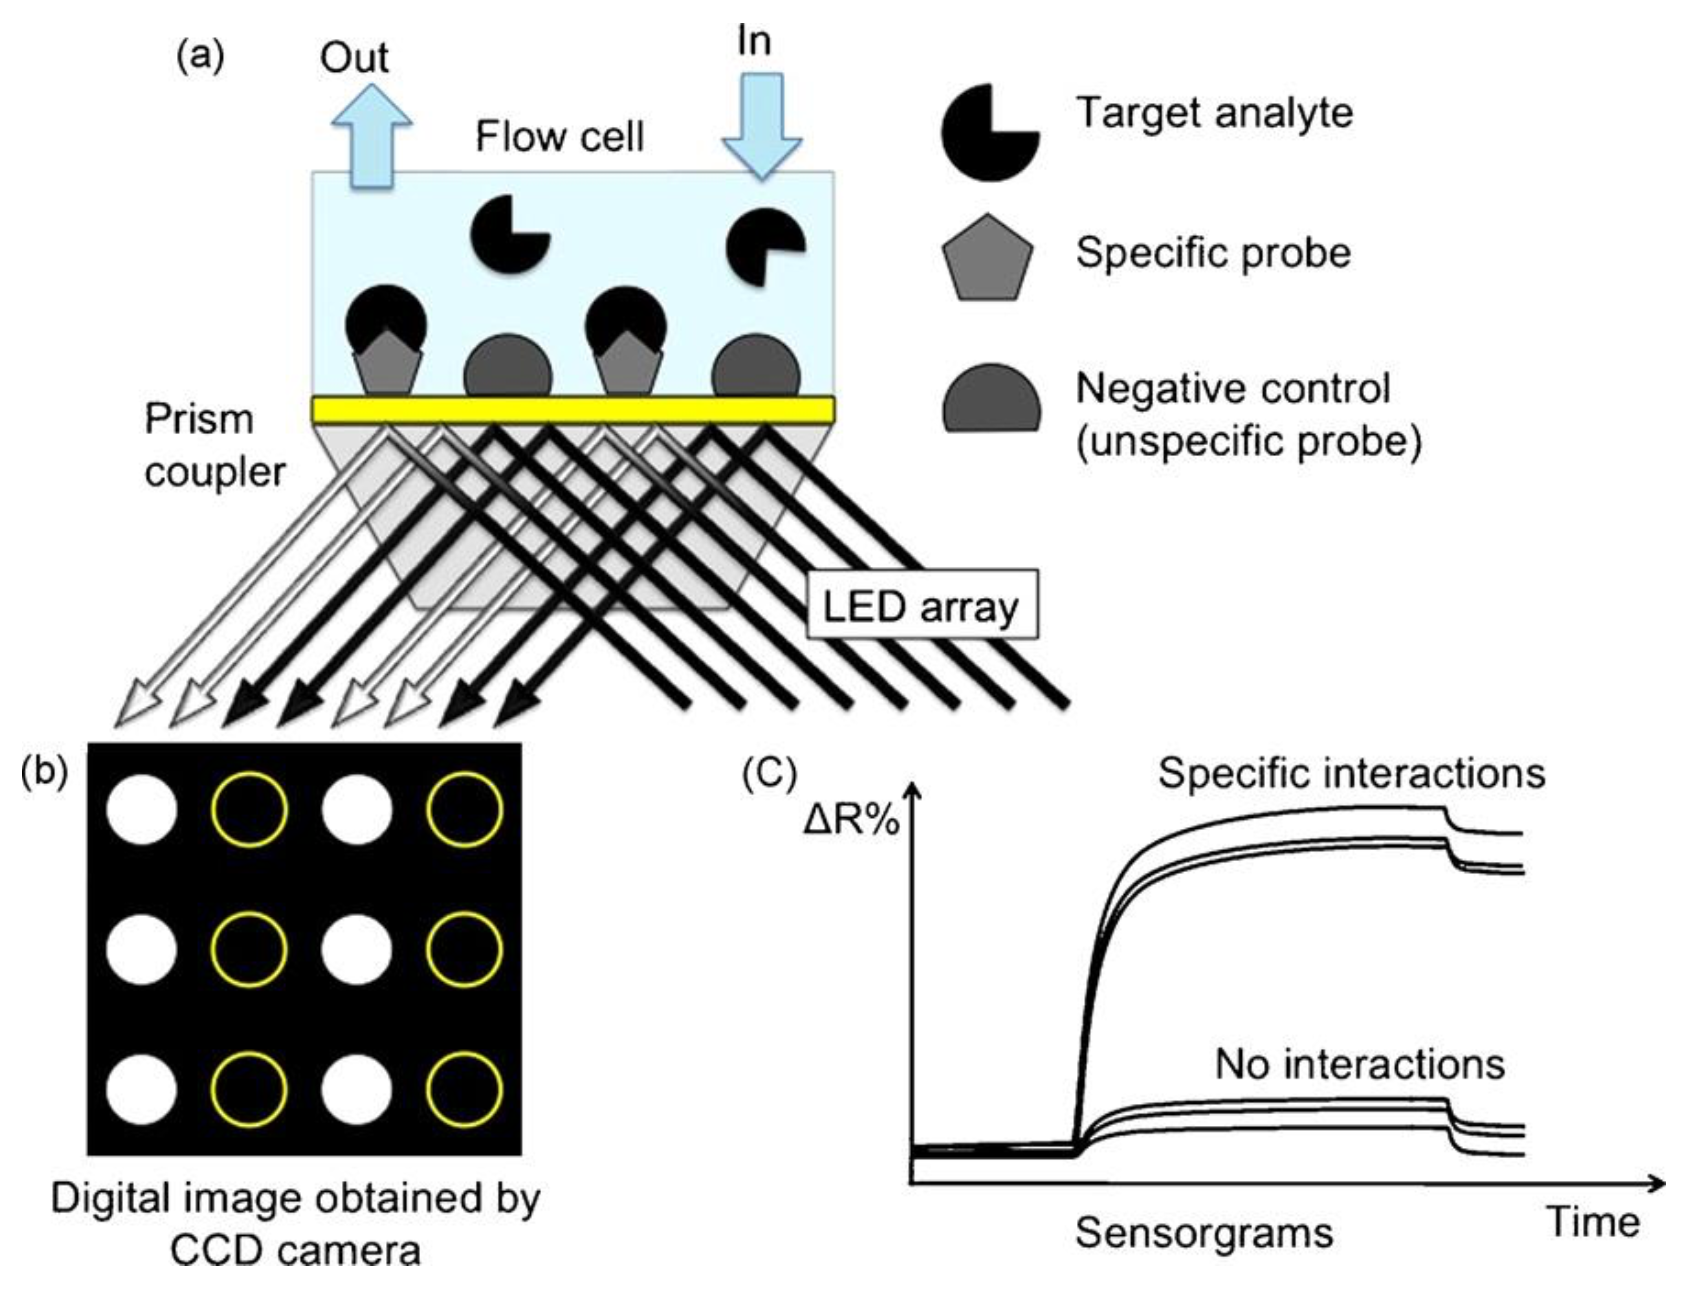 (a)
Out
In
Flow cell
Target analyte
Specific probe
Negative control
(unspecific probe)
Prism
coupler
LED array
(b)
Digital image obtained by
CCD camera
(C)
ΔR%
Specific interactions
No interactions
Time
Sensorgrams